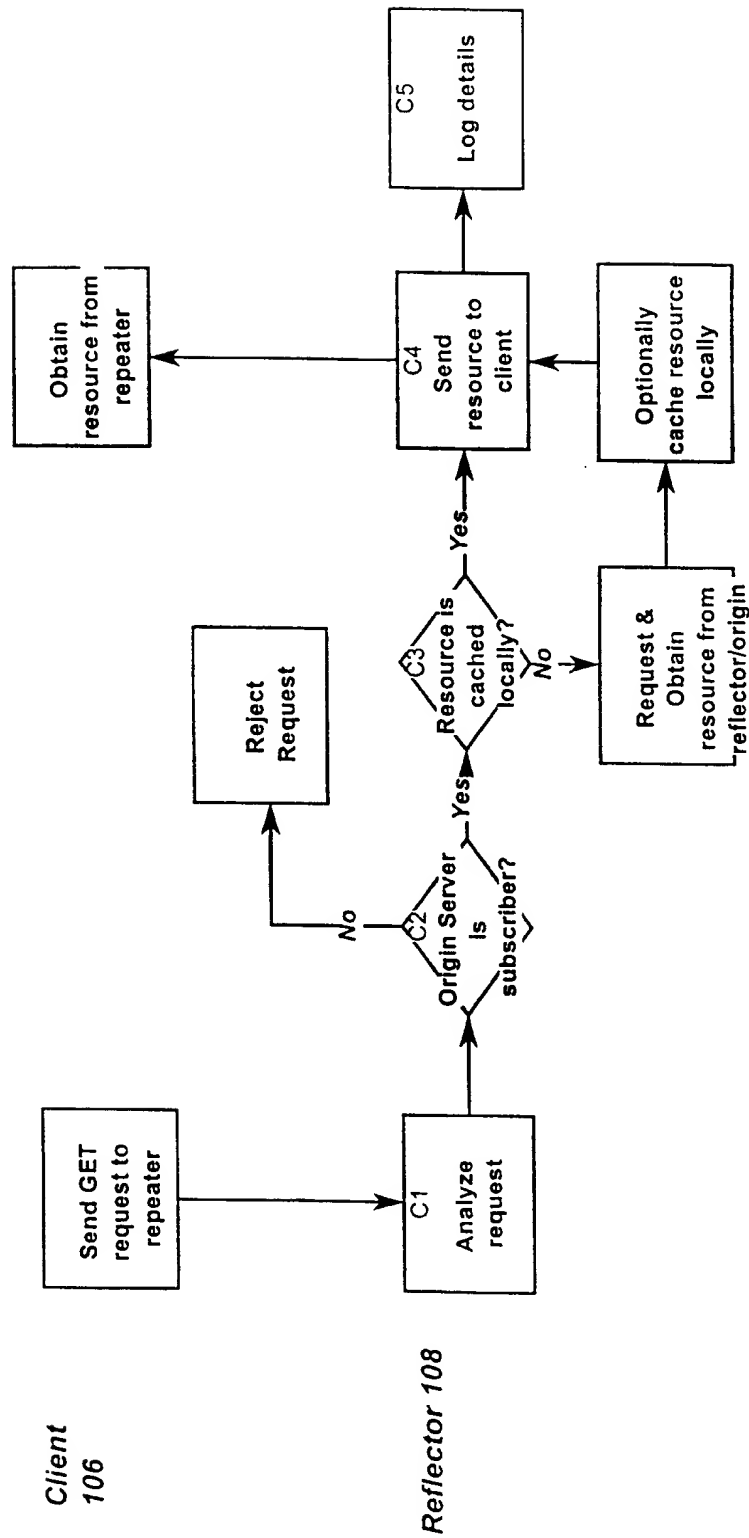 Client
106
Send GET
request to
repeater
Obtain
resource from
repeater
Reject
Request
Reflector 108
C1
Analyze
request
C2
Origin Server
Is
subscriber?
No
Yes
C3
Resource is
cached
locally?
Yes
No
C4
Send
resource to
client
C5
Log details
Request &
Obtain
resource from
reflector/origin
Optionally
cache resource
locally